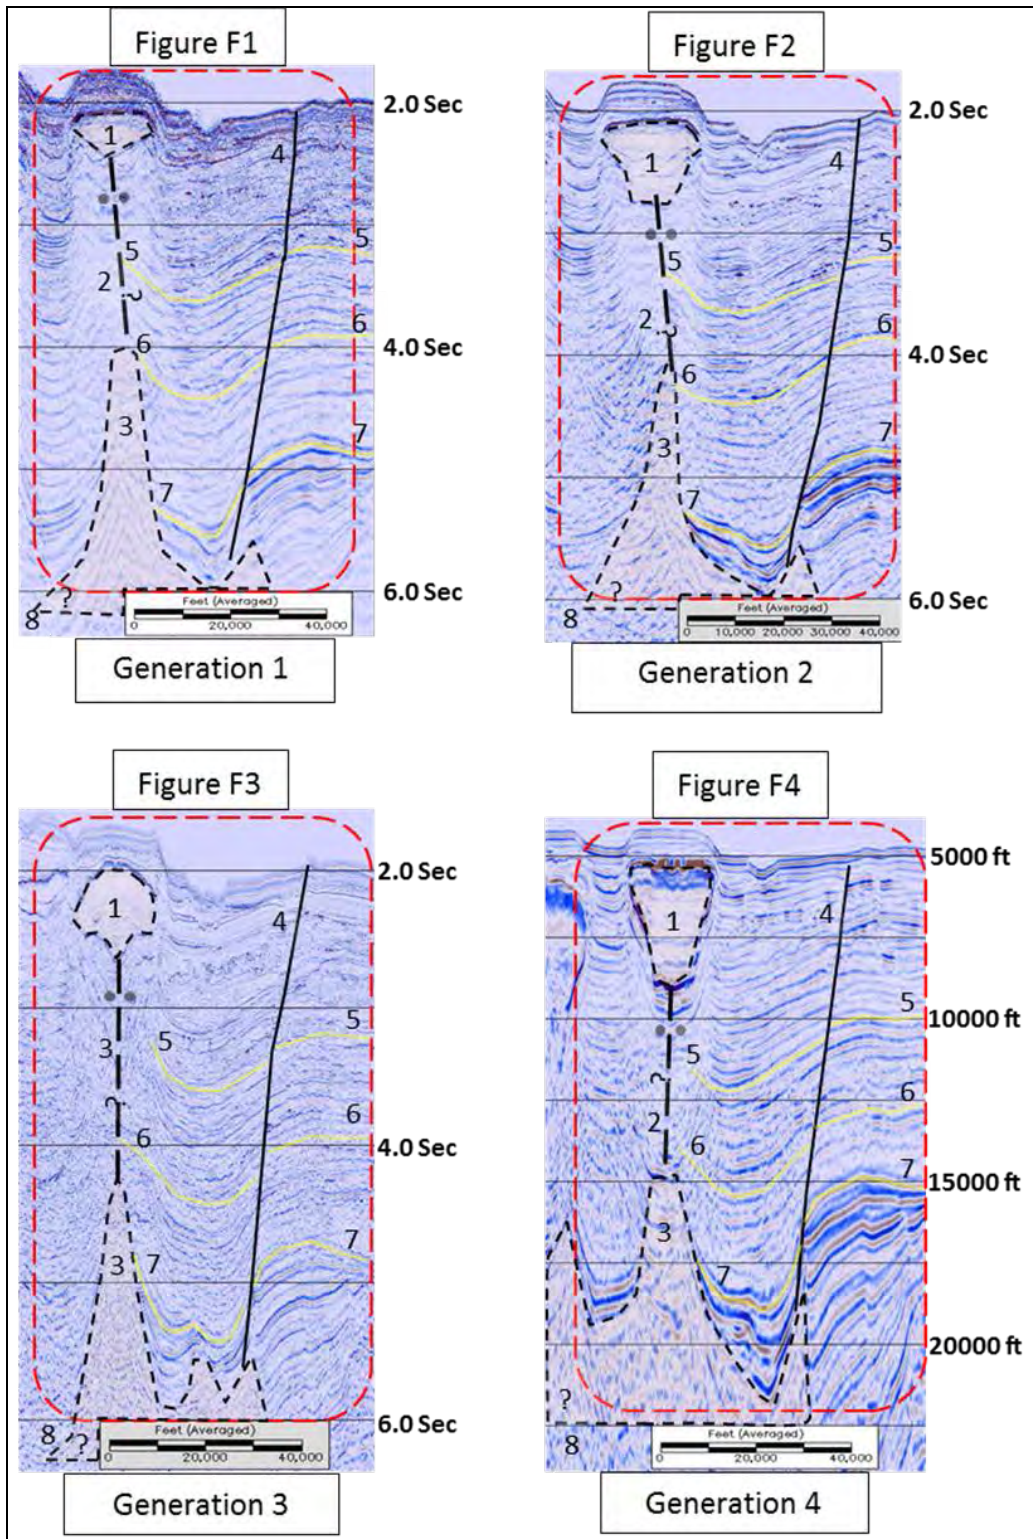 Figure F1
1
2.0 Sec
4
5
5
2
?
6
6
4.0 Sec
3
7
7
?
8
6.0 Sec
Feet (Averaged)
0 20,000 40,000
Generation 1
Figure F2
2.0 Sec
1
4
5
5
2
?
6
6
4.0 Sec
3
7
7
?
8
6.0 Sec
Feet (Averaged)
0 10,000 20,000 30,000 40,000
Generation 2
Figure F3
2.0 Sec
1
4
5
5
3
?
6
6
4.0 Sec
3
7
7
8
?
6.0 Sec
Feet (Averaged)
0 20,000 40,000
Generation 3
Figure F4
5000 ft
1
4
5
10000 ft
5
?
2
6
6
7
15000 ft
3
7
20000 ft
?
8
Feet (Averaged)
0 20,000 40,000
Generation 4